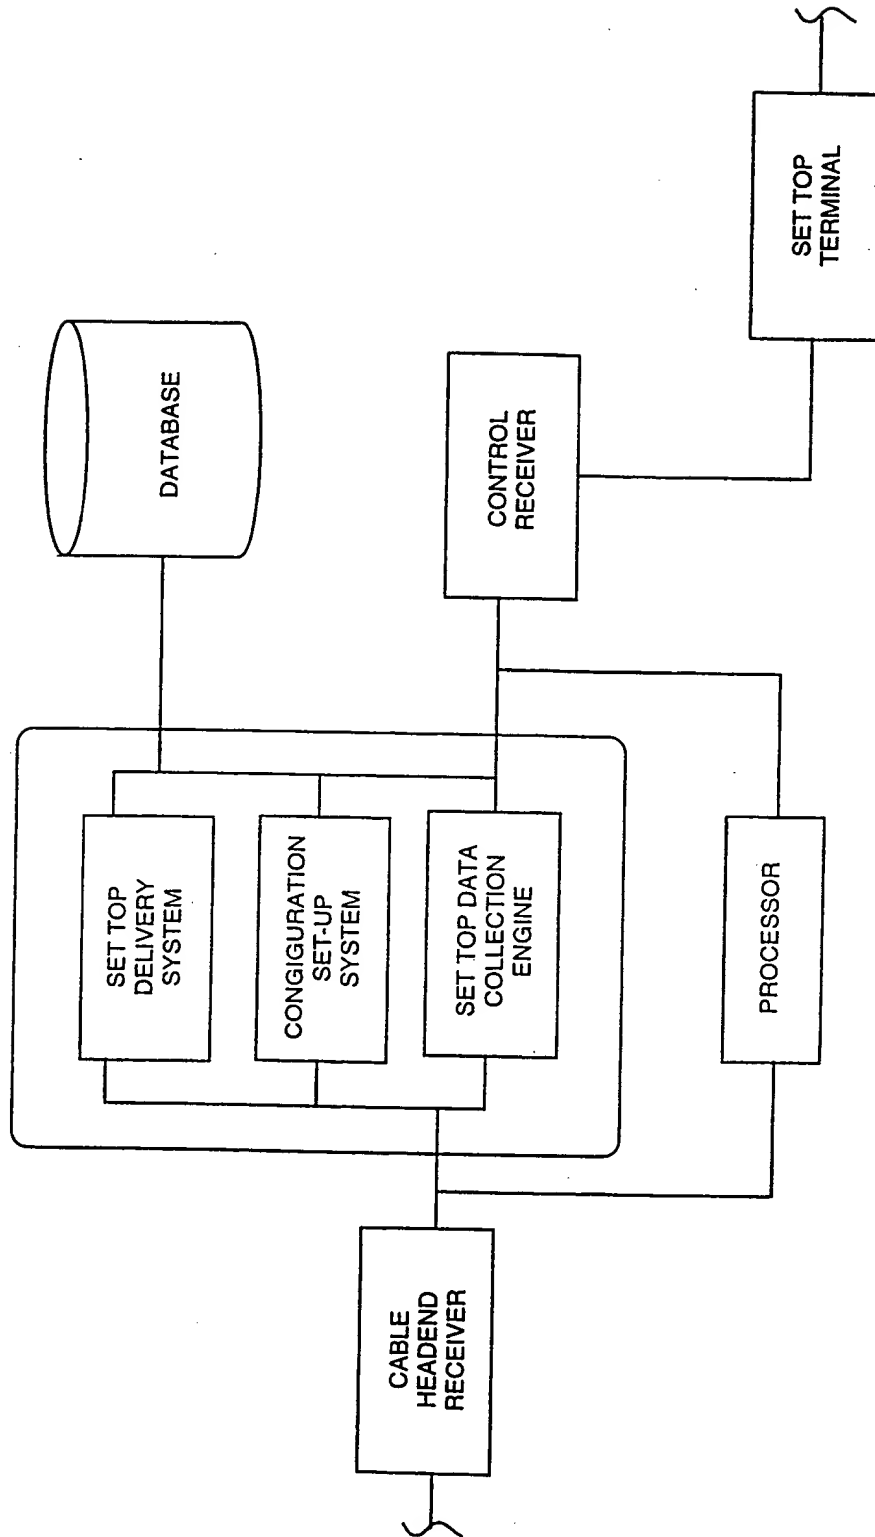 DATABASE
SET TOP
DELIVERY
SYSTEM
CONGIGURATION
SET-UP
SYSTEM
SET TOP DATA
COLLECTION
ENGINE
CABLE
HEADEND
RECEIVER
CONTROL
RECEIVER
PROCESSOR
SET TOP
TERMINAL